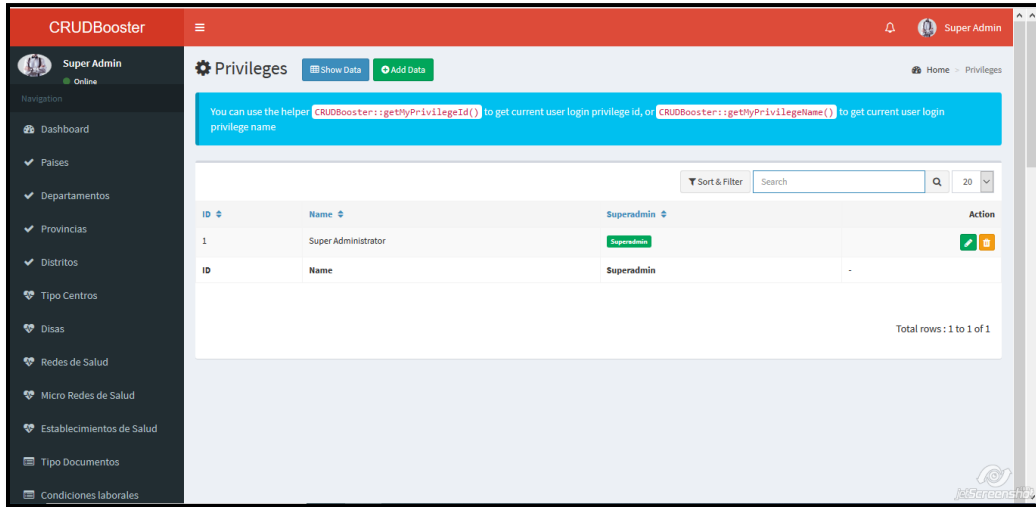 CRUDBooster
Super Admin
Super Admin
Online
Navigation
Dashboard
Paises
Departamentos
Provincias
Distritos
Tipo Centros
Disas
Redes de Salud
Micro Redes de Salud
Establecimientos de Salud
Tipo Documentos
Condiciones laborales
Privileges Show Data Add Data
Home > Privileges
You can use the helper CRUDBooster::getMyPrivilegeId() to get current user login privilege id, or CRUDBooster::getMyPrivilegeName() to get current user login
privilege name
Sort & Filter Search 20
ID Name Superadmin Action
1 Super Administrator Superadmin
ID Name Superadmin -
Total rows : 1 to 1 of 1
jetScreenshot